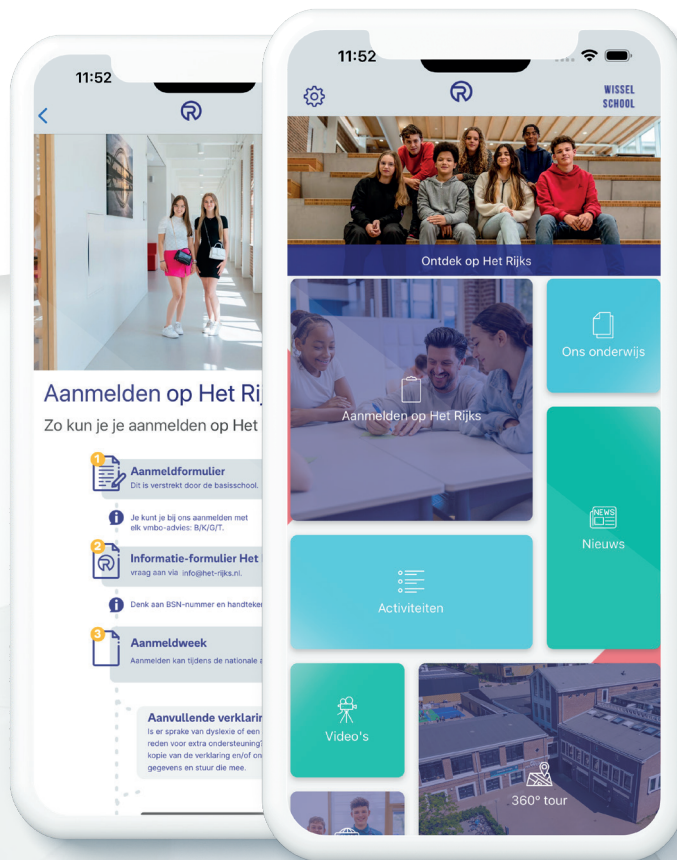 11:52
Aanmelden op Het Rij
Zo kun je je aanmelden op Het
1
Aanmeldformulier
Dit is verstrekt door de basisschool.
Je kunt je bij ons aanmelden met
elk vmbo-advies: B/K/G/T.
2
Informatie-formulier Het
vraag aan via info@het-rijks.nl.
Denk aan BSN-nummer en handteke
3
Aanmeldweek
Aanmelden kan tijdens de nationale a
Aanvullende verklarin
Is er sprake van dyslexie of een
reden voor extra ondersteuning?
kopie van de verklaring en/of on
gegevens en stuur die mee.
11:52
WISSEL
SCHOOL
Ontdek op Het Rijks
Aanmelden op Het Rijks
Ons onderwijs
NEWS
Nieuws
Activiteiten
Video's
360° tour